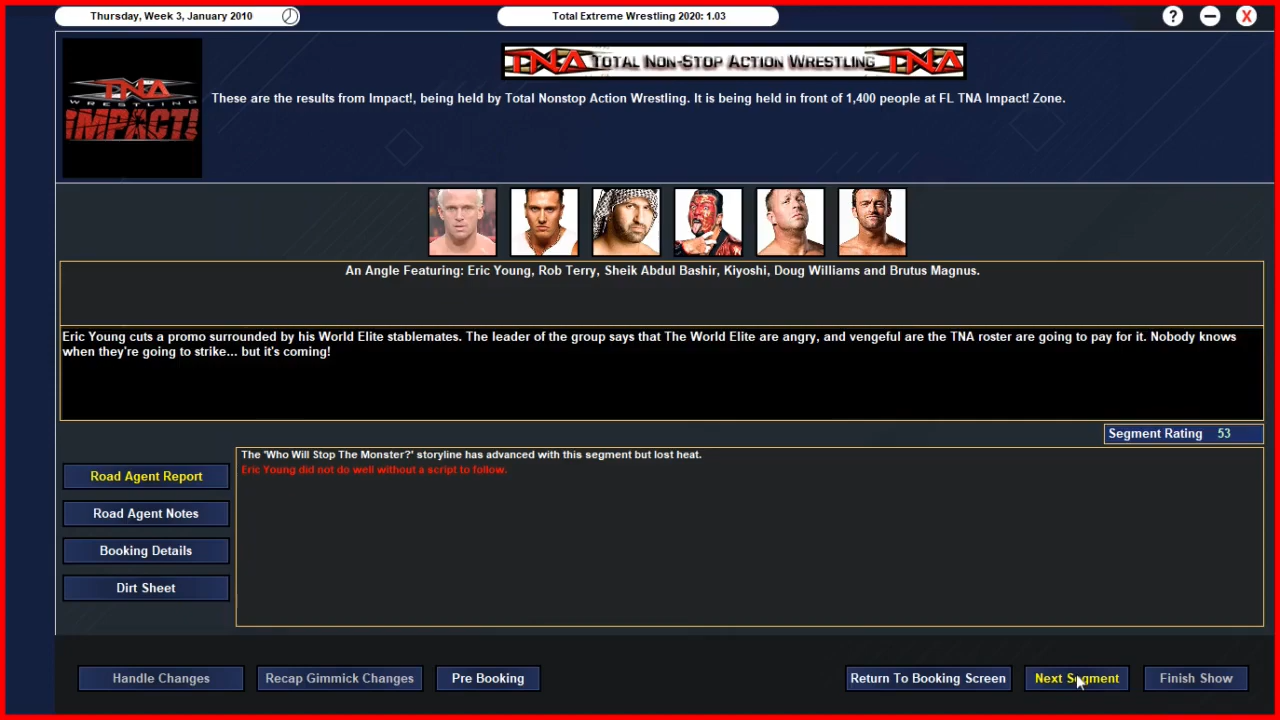 Thursday, Week 3, January 2010
Total Extreme Wrestling 2020: 1.03
?
X
TNA TOTAL NON-STOP ACTION WRESTLING TNA
TNA
WRESTLING
iMPACT!
These are the results from Impact!, being held by Total Nonstop Action Wrestling. It is being held in front of 1,400 people at FL TNA Impact! Zone.
An Angle Featuring: Eric Young, Rob Terry, Sheik Abdul Bashir, Kiyoshi, Doug Williams and Brutus Magnus.
Eric Young cuts a promo surrounded by his World Elite stablemates. The leader of the group says that The World Elite are angry, and vengeful are the TNA roster are going to pay for it. Nobody knows
when they're going to strike... but it's coming!
Segment Rating 53
The 'Who Will Stop The Monster?' storyline has advanced with this segment but lost heat.
Eric Young did not do well without a script to follow.
Road Agent Report
Road Agent Notes
Booking Details
Dirt Sheet
Handle Changes
Recap Gimmick Changes
Pre Booking
Return To Booking Screen
Next Segment
Finish Show